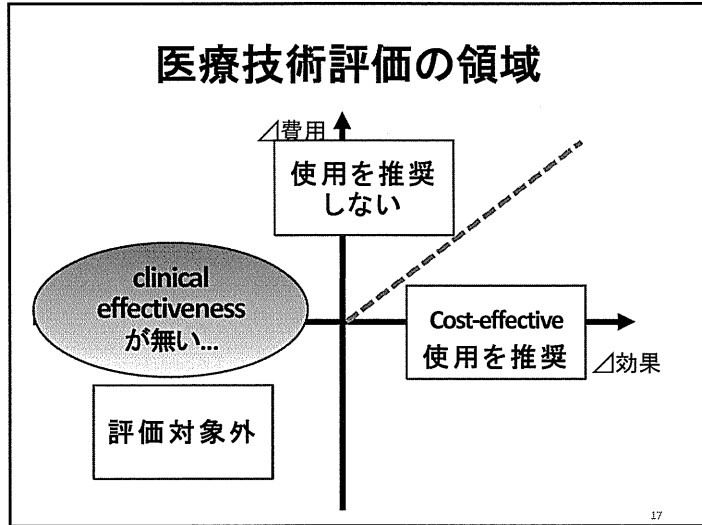 医療技術評価の領域
⊿費用
使用を推奨
しない
clinical
effectiveness
が無い...
Cost-effective
使用を推奨
⊿効果
評価対象外
17